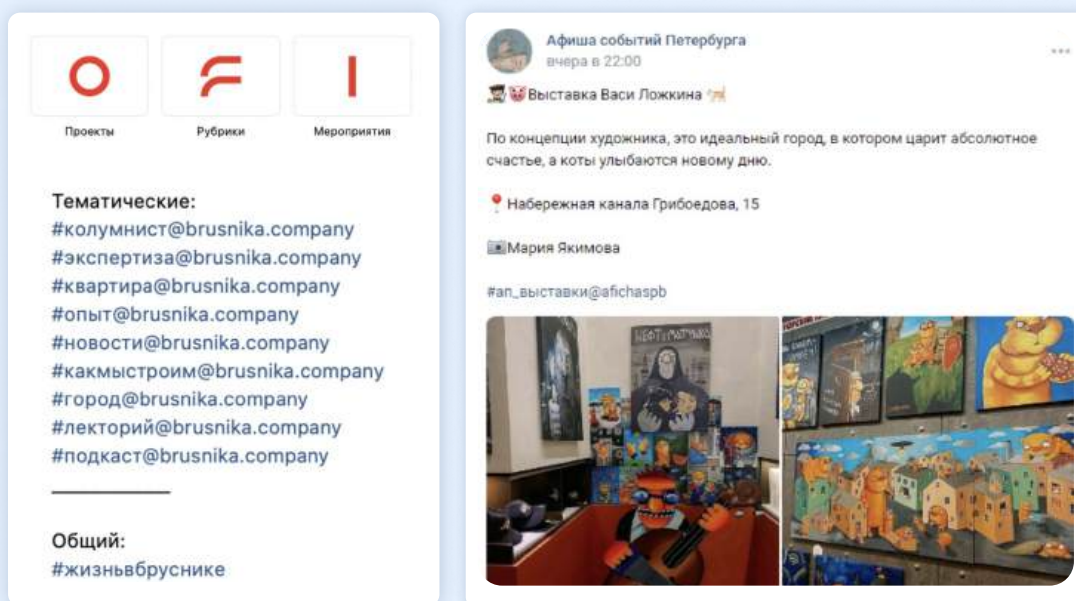 Проекты
Рубрики
Мероприятия
Тематические:
#колумнист@brusnika.company
#экспертиза@brusnika.company
#квартира@brusnika.company
#опыт@brusnika.company
#новости@brusnika.company
#какмыстроим@brusnika.company
#город@brusnika.company
#лекторий@brusnika.company
#подкаст@brusnika.company
Общий:
#жизньвбруснике
Афиша событий Петербурга
вчера в 22:00
Выставка Васи Ложкина
По концепции художника, это идеальный город, в котором царит абсолютное
счастье, а коты улыбаются новому дню.
Набережная канала Грибоедова, 15
Мария Якимова
#ап_выставки@afichaspb